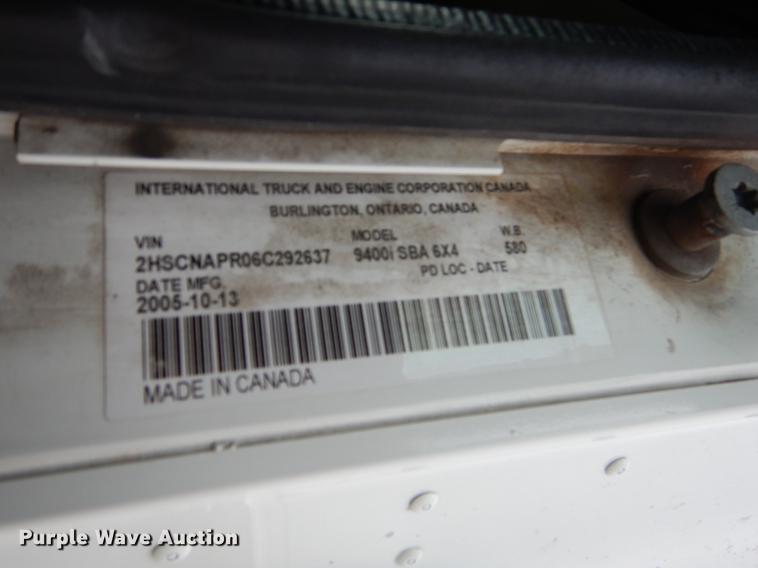 INTERNATIONAL TRUCK AND ENGINE CORPORATION CANADA
BURLINGTON, ONTARIO, CANADA
VIN MODEL W.B.
2HSCNAPR06C292637 9400i SBA 6X4 580
DATE MFG. PD LOC - DATE
2005-10-13
MADE IN CANADA
Purple Wave Auction